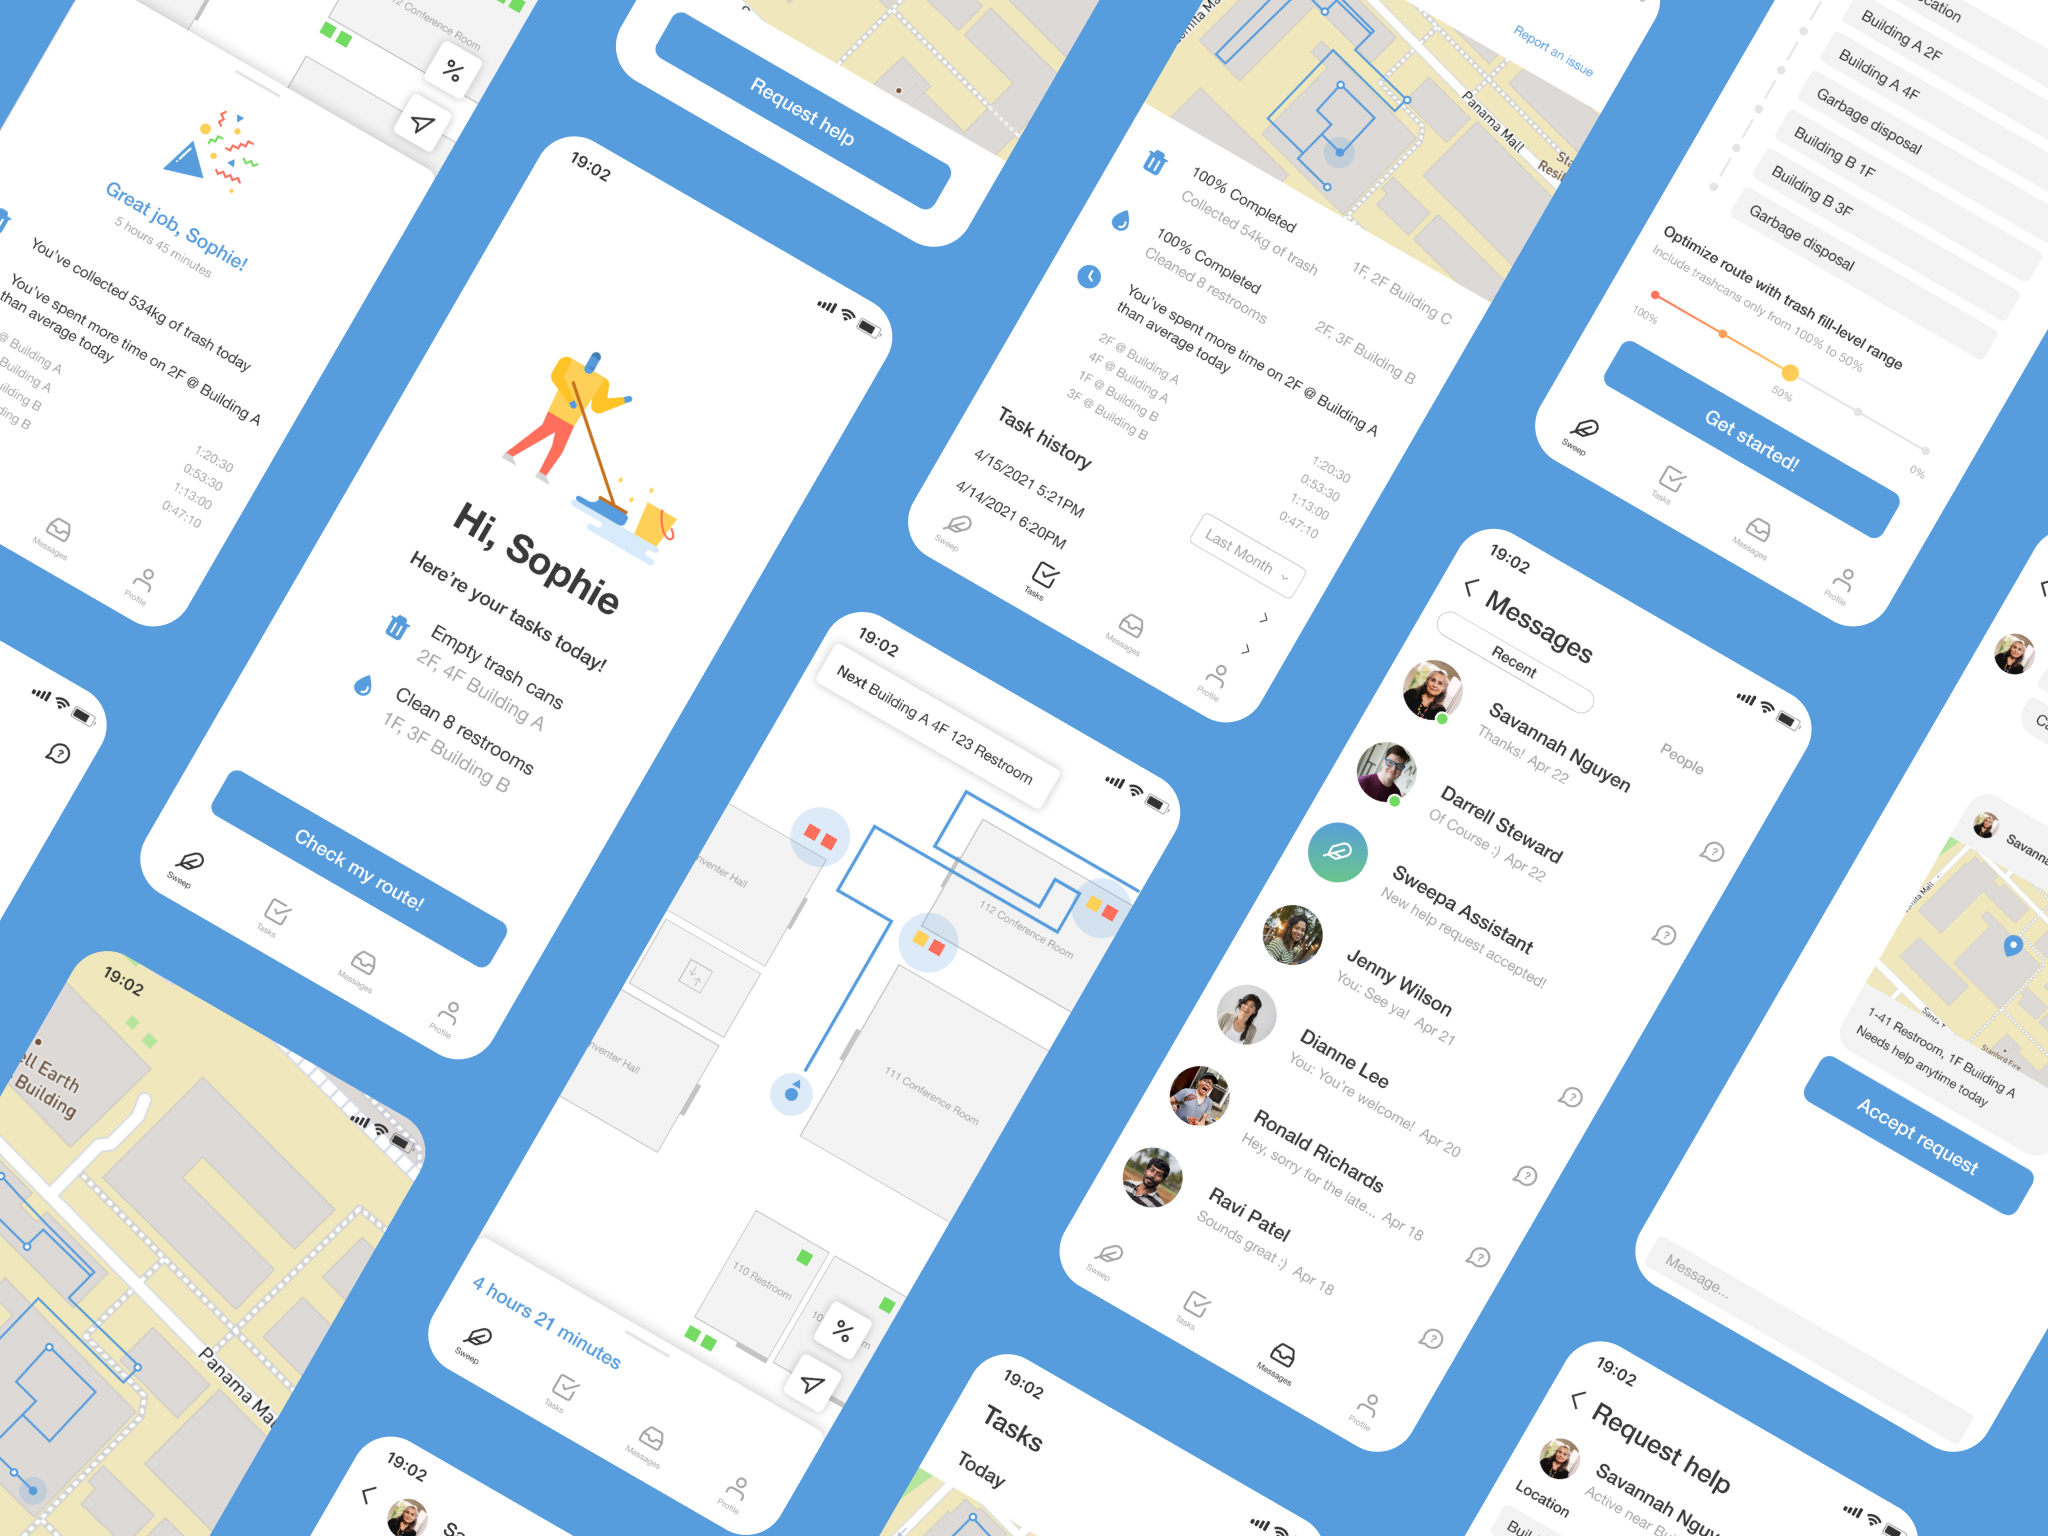 112 Conference Room
Great job, Sophie!
5 hours 45 minutes
You've collected 534kg of trash today
You've spent more time on 2F @ Building A
than average today
@ Building A
Building A
Building B
1:20:30
0:53:30
1:13:00
0:47:10
Messages
Profile
Request help
19:02
Hi, Sophie
Here're your tasks today!
Empty trash cans
2F, 4F Building A
Clean 8 restrooms
1F, 3F Building B
Check my route!
Sweep
Tasks
Messages
Profile
Report an issue
Panama Mall
100% Completed
Collected 54kg of trash
1F, 2F Building C
100% Completed
Cleaned 8 restrooms
2F, 3F Building B
You've spent more time on 2F @ Building A
than average today
2F @ Building A
1:20:30
4F @ Building A
0:53:30
1F @ Building B
1:13:00
3F @ Building B
0:47:10
Task history
Last Month
4/15/2021 5:21PM
4/14/2021 6:20PM
Sweep
Tasks
Messages
Profile
Building A 2F
Building A 4F
Garbage disposal
Building B 1F
Building B 3F
Garbage disposal
Optimize route with trash fill-level range
Include trashcans only from 100% to 50%
100%
50%
0%
Get started!
Sweep
Tasks
Messages
Profile
19:02
Next Building A 4F 123 Restroom
112 Conference Room
111 Conference Room
110 Restroom
4 hours 21 minutes
Sweep
Tasks
Messages
Profile
19:02
Messages
Recent
People
Savannah Nguyen
Thanks! Apr 22
Darrell Steward
Of Course :) Apr 22
Sweepa Assistant
New help request accepted!
Jenny Wilson
You: See ya! Apr 21
Dianne Lee
You: You're welcome! Apr 20
Ronald Richards
Hey, sorry for the late... Apr 18
Ravi Patel
Sounds great :) Apr 18
Sweep
Tasks
Messages
Profile
Stanford Fire
1-41 Restroom, 1F Building A
Needs help anytime today
Accept request
Message...
19:02
Earth
Building
Panama
19:02
19:02
Tasks
Today
19:02
Request help
Savannah
Active near
Location